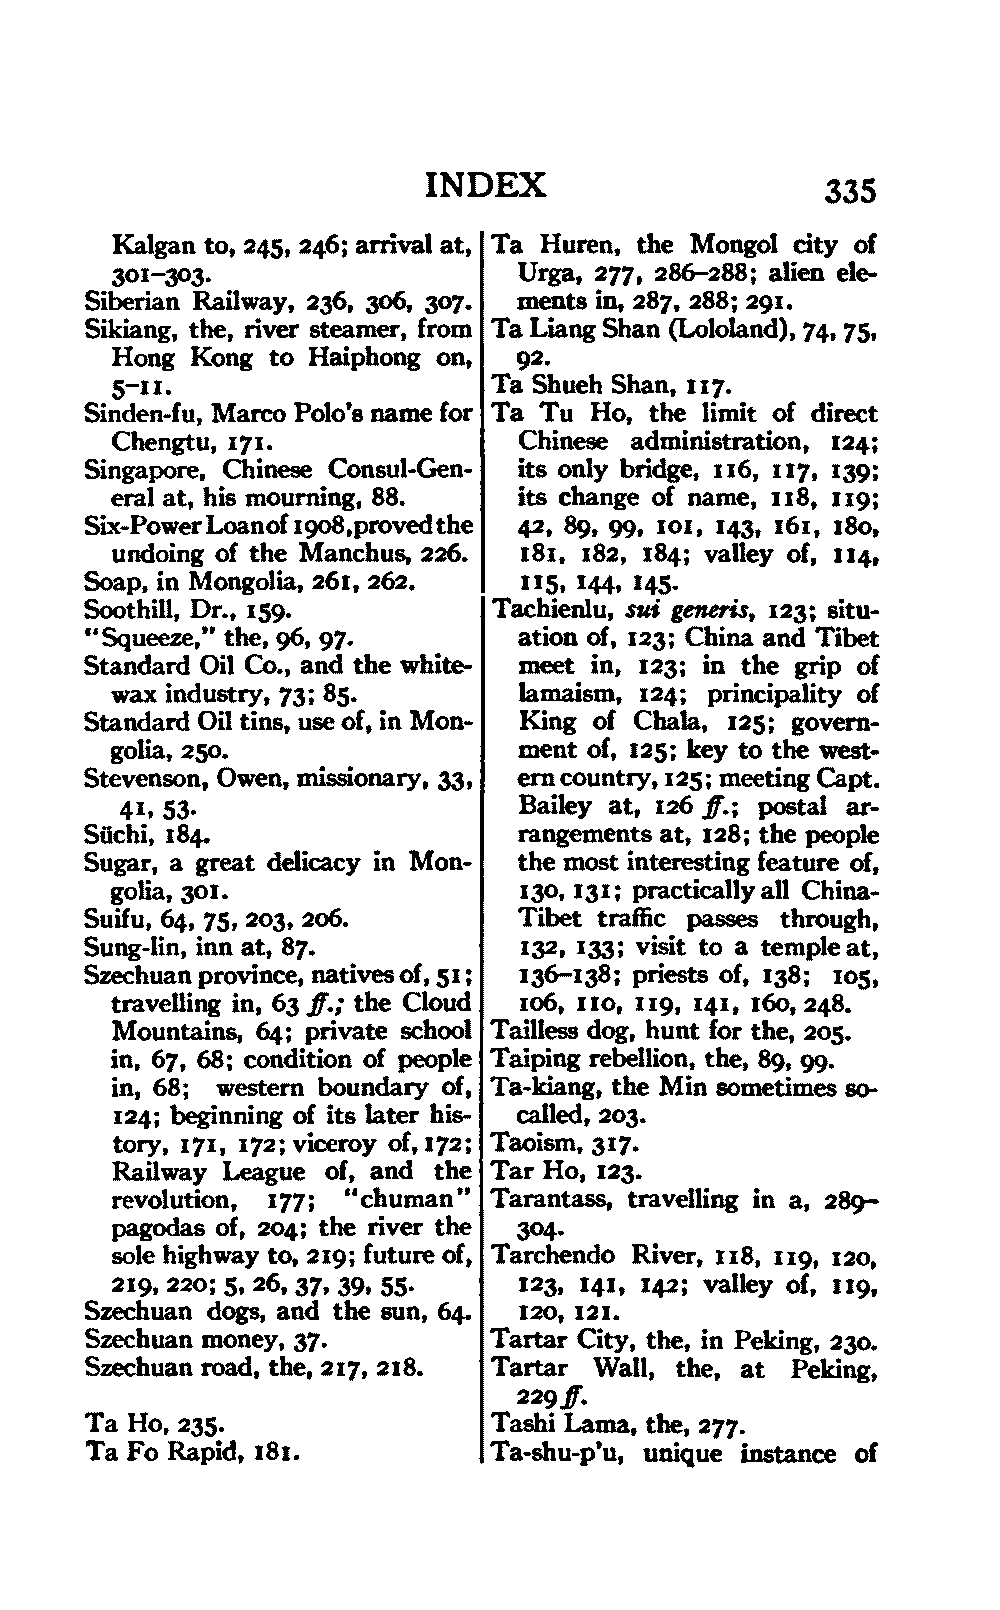 INDEX 335
Kalgan to, 245, 246; arrival at,
301–303.
Siberian Railway, 236, 306, 307.
Sikiang, the, river steamer, from
Hong Kong to Haiphong on,
5–11.
Sinden-fu, Marco Polo's name for
Chengtu, 171.
Singapore, Chinese Consul-Gen-
eral at, his mourning, 88.
Six-Power Loan of 1908, proved the
undoing of the Manchus, 226.
Soap, in Mongolia, 261, 262.
Soothill, Dr., 159.
"Squeeze," the, 96, 97.
Standard Oil Co., and the white-
wax industry, 73; 85.
Standard Oil tins, use of, in Mon-
golia, 250.
Stevenson, Owen, missionary, 33,
41, 53.
Süchi, 184.
Sugar, a great delicacy in Mon-
golia, 301.
Suifu, 64, 75, 203, 206.
Sung-lin, inn at, 87.
Szechuan province, natives of, 51;
travelling in, 63 ff.; the Cloud
Mountains, 64; private school
in, 67, 68; condition of people
in, 68; western boundary of,
124; beginning of its later his-
tory, 171, 172; viceroy of, 172;
Railway League of, and the
revolution, 177; "chuman"
pagodas of, 204; the river the
sole highway to, 219; future of,
219, 220; 5, 26, 37, 39, 55.
Szechuan dogs, and the sun, 64.
Szechuan money, 37.
Szechuan road, the, 217, 218.
Ta Ho, 235.
Ta Fo Rapid, 181.
Ta Huren, the Mongol city of
Urga, 277, 286–288; alien ele-
ments in, 287, 288; 291.
Ta Liang Shan (Lololand), 74, 75,
92.
Ta Shueh Shan, 117.
Ta Tu Ho, the limit of direct
Chinese administration, 124;
its only bridge, 116, 117, 139;
its change of name, 118, 119;
42, 89, 99, 101, 143, 161, 180,
181, 182, 184; valley of, 114,
115, 144, 145.
Tachienlu, sui generis, 123; situ-
ation of, 123; China and Tibet
meet in, 123; in the grip of
lamaism, 124; principality of
King of Chala, 125; govern-
ment of, 125; key to the west-
ern country, 125; meeting Capt.
Bailey at, 126 ff.; postal ar-
rangements at, 128; the people
the most interesting feature of,
130, 131; practically all China-
Tibet traffic passes through,
132, 133; visit to a temple at,
136–138; priests of, 138; 105,
106, 110, 119, 141, 160, 248.
Tailless dog, hunt for the, 205.
Taiping rebellion, the, 89, 99.
Ta-kiang, the Min sometimes so-
called, 203.
Taoism, 317.
Tar Ho, 123.
Tarantass, travelling in a, 289–
304.
Tarchendo River, 118, 119, 120,
123, 141, 142; valley of, 119,
120, 121.
Tartar City, the, in Peking, 230.
Tartar Wall, the, at Peking,
229 ff.
Tashi Lama, the, 277.
Ta-shu-p'u, unique instance of